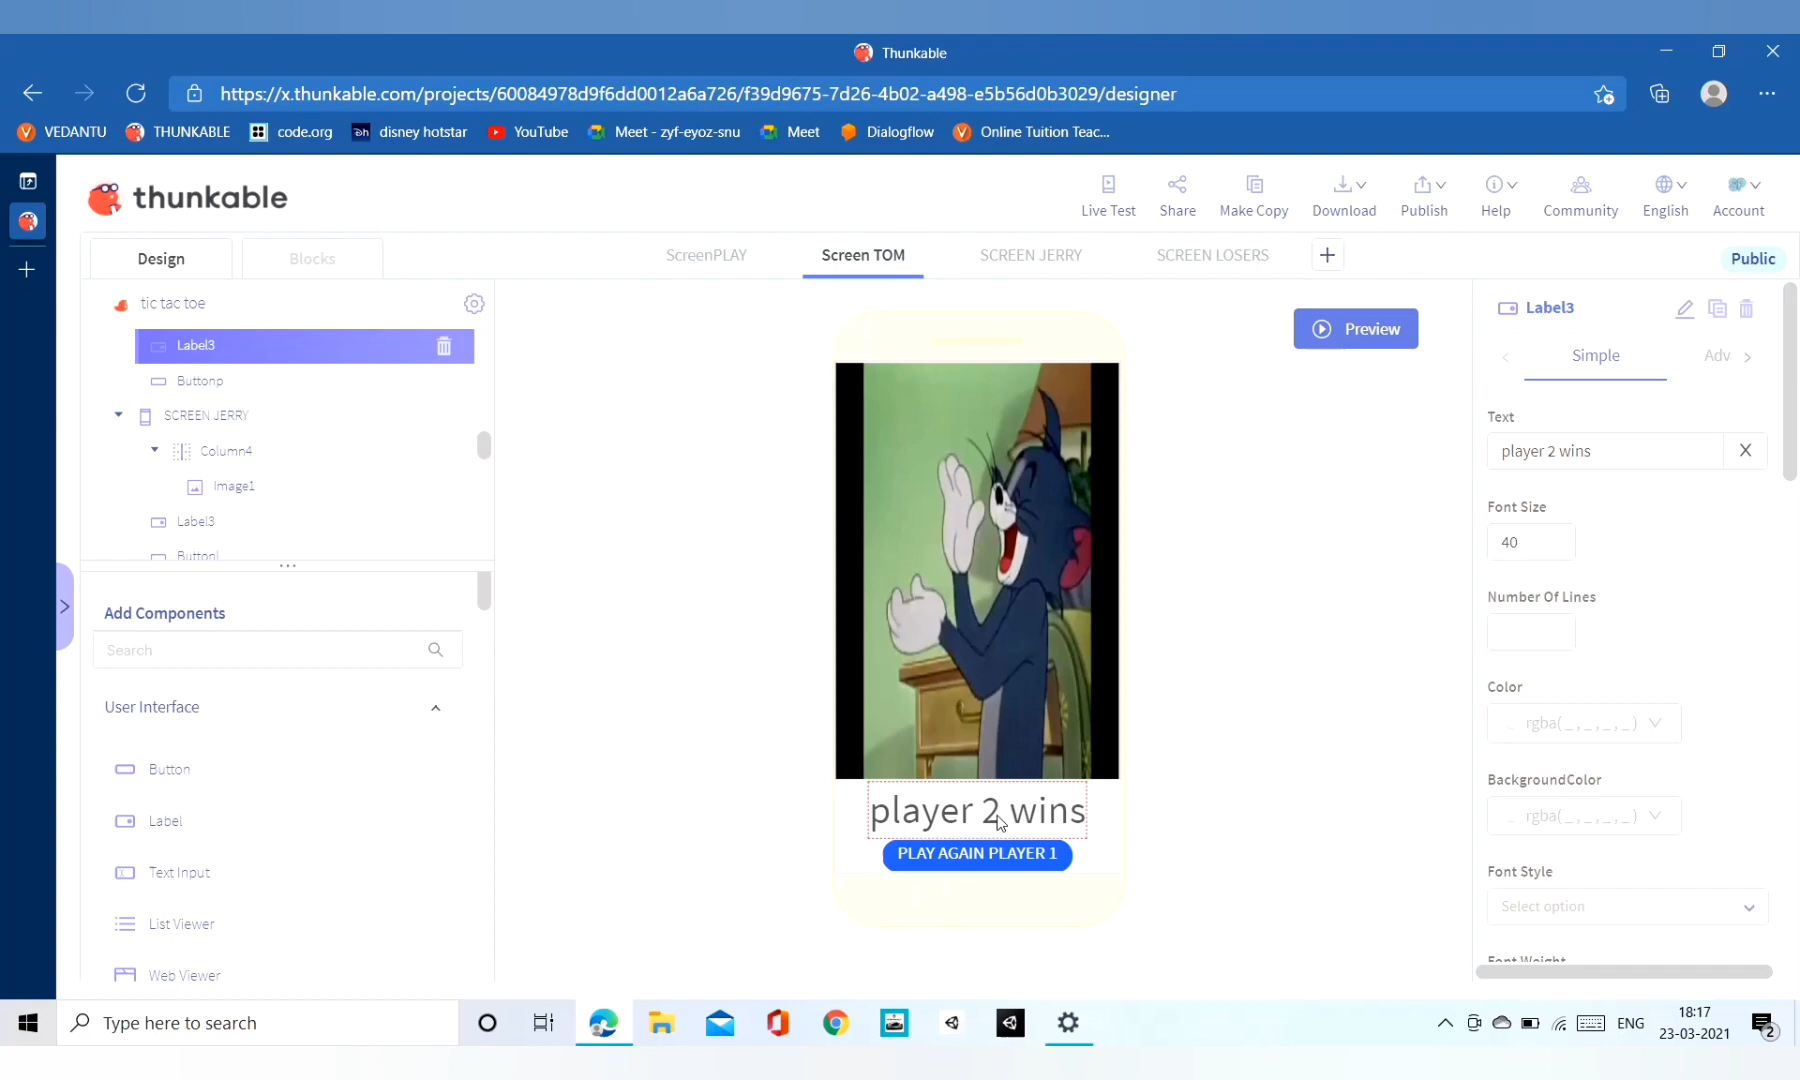 Thunkable
https://x.thunkable.com/projects/60084978d9f6dd0012a6a726/f39d9675-7d26-4b02-a498-e5b56d0b3029/designer
VEDANTU THUNKABLE code.org disney hotstar YouTube Meet - zyf-eyoz-snu Meet Dialogflow Online Tuition Teac...
thunkable
Live Test Share Make Copy Download Publish Help Community English Account
Design Blocks ScreenPLAY Screen TOM SCREEN JERRY SCREEN LOSERS
Public
tic tac toe
Label3
Buttonp
SCREEN JERRY
Column4
Image1
Label3
Buttonl
Add Components
Search
User Interface
Button
Label
Text Input
List Viewer
Web Viewer
Preview
player 2 wins
PLAY AGAIN PLAYER 1
Label3
Simple Adv
Text
player 2 wins X
Font Size
40
Number Of Lines
Color
rgba(_,_,_,_)
BackgroundColor
rgba(_,_,_,_)
Font Style
Select option
Font Weight
Type here to search
ENG
18:17
23-03-2021
2